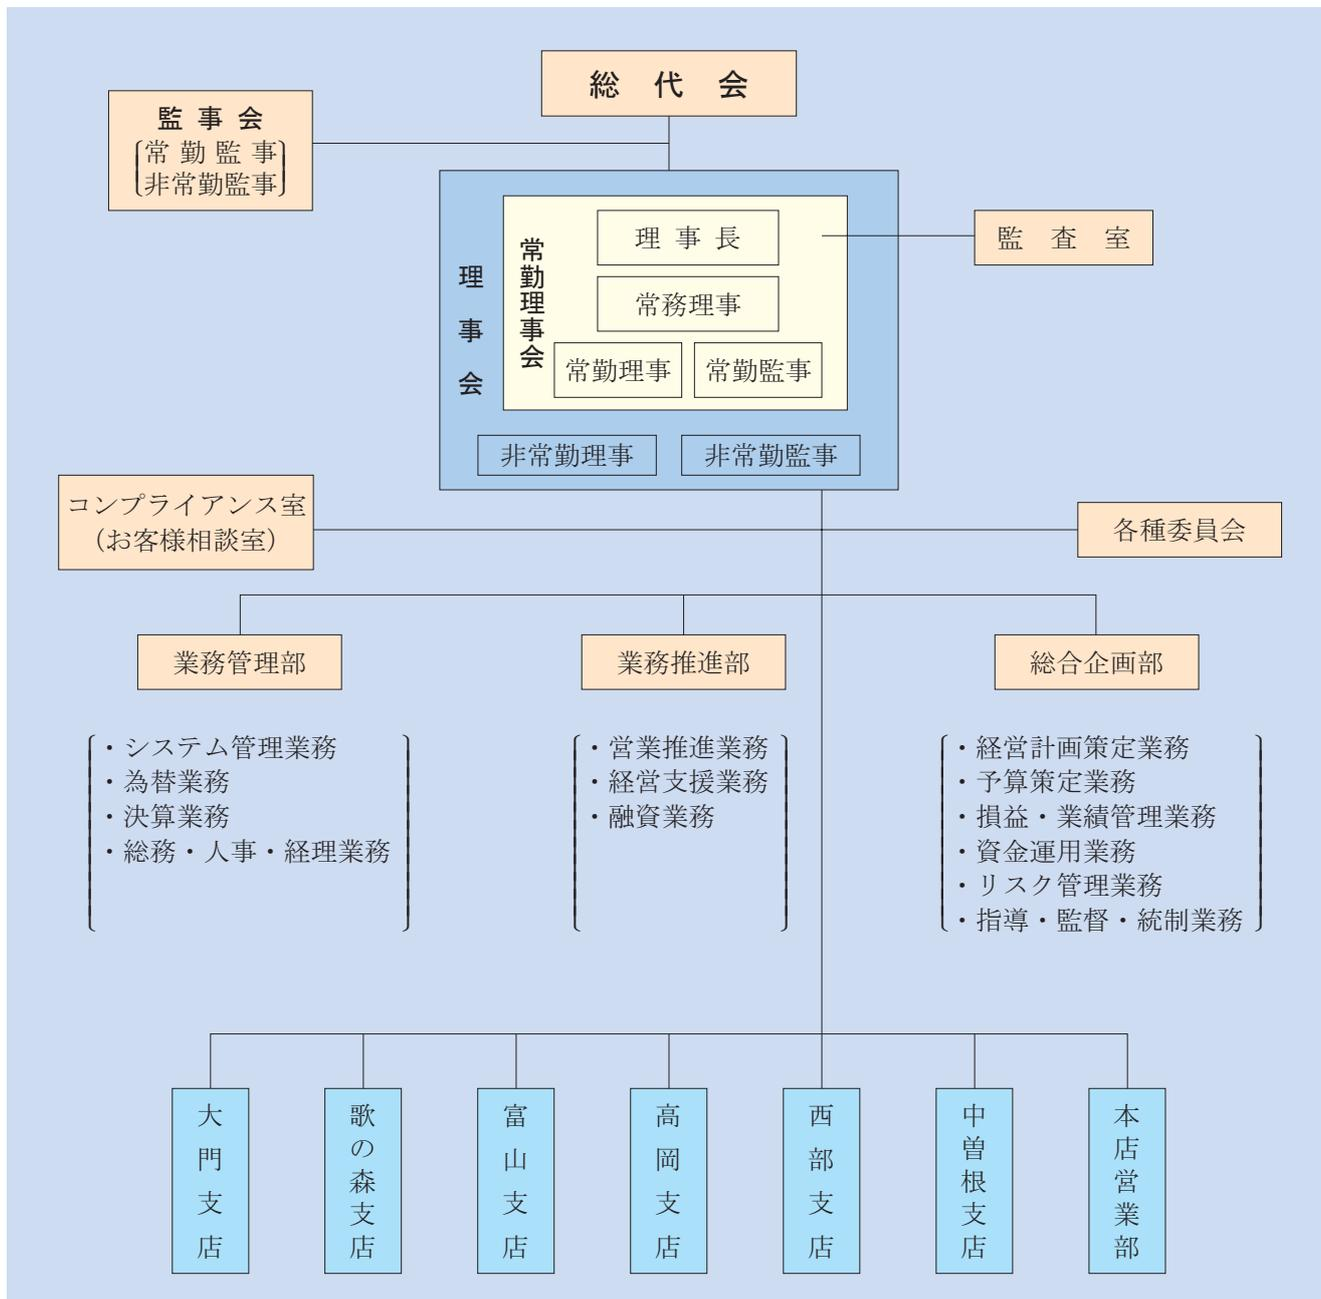 総代会
監事会
常勤監事
非常勤監事
理事会
常勤理事会
理事長
常務理事
常勤理事
常勤監事
非常勤理事
非常勤監事
監査室
コンプライアンス室
（お客様相談室）
各種委員会
業務管理部
・システム管理業務
・為替業務
・決算業務
・総務・人事・経理業務
業務推進部
・営業推進業務
・経営支援業務
・融資業務
総合企画部
・経営計画策定業務
・予算策定業務
・損益・業績管理業務
・資金運用業務
・リスク管理業務
・指導・監督・統制業務
大門支店
歌の森支店
富山支店
高岡支店
西部支店
中曽根支店
本店営業部